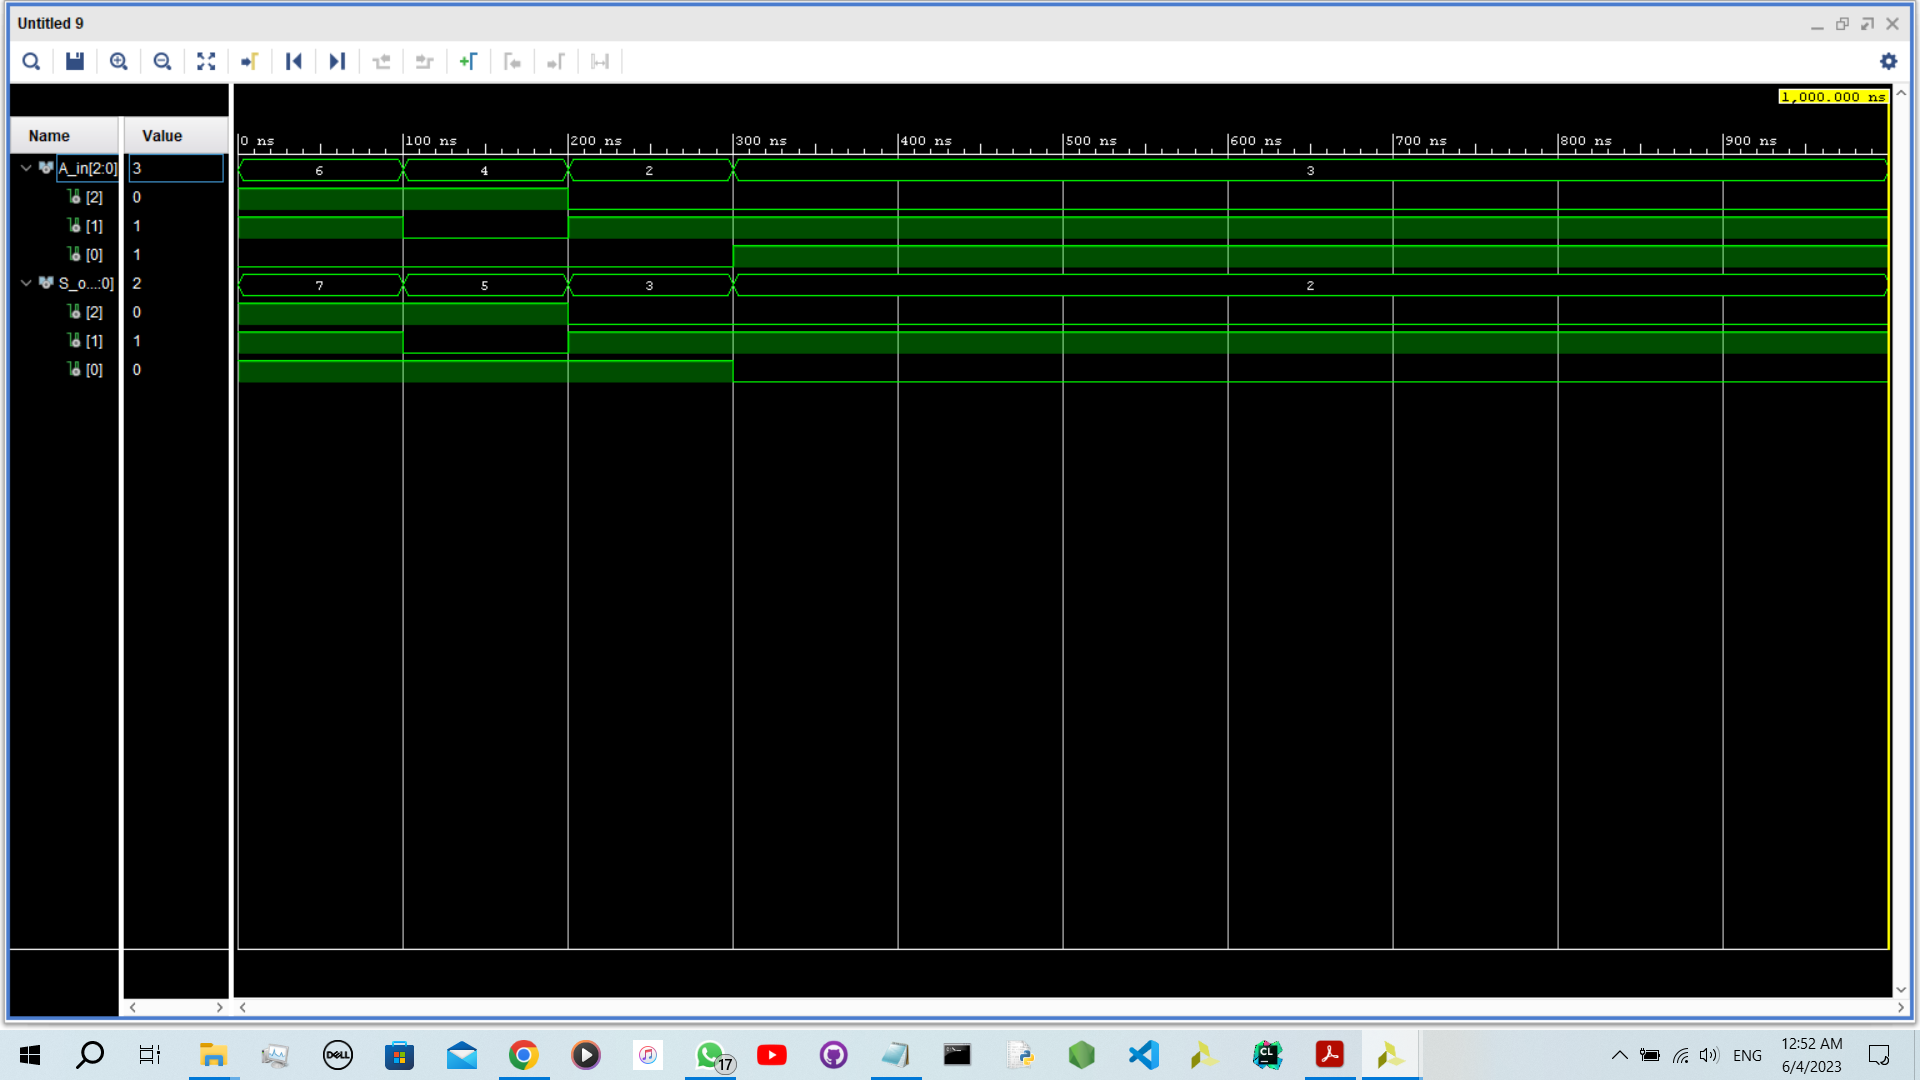 Untitled 9
1,000.000 ns
Name Value
0 ns 100 ns 200 ns 300 ns 400 ns 500 ns 600 ns 700 ns 800 ns 900 ns
A_in[2:0] 3 6 4 2 3
[2] 0
[1] 1
[0] 1
S_o...:0] 2 7 5 3 2
[2] 0
[1] 1
[0] 0
DELL
17
CL
ENG
12:52 AM
6/4/2023